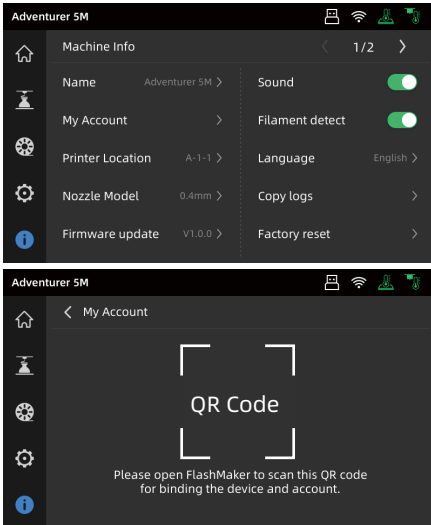 Adventurer 5M
Machine Info
1/2
Name Adventurer 5M
Sound
My Account
Filament detect
Printer Location A-1-1
Language English
Nozzle Model 0.4mm
Copy logs
Firmware update V1.0.0
Factory reset
Adventurer 5M
My Account
QR Code
Please open FlashMaker to scan this QR code
for binding the device and account.